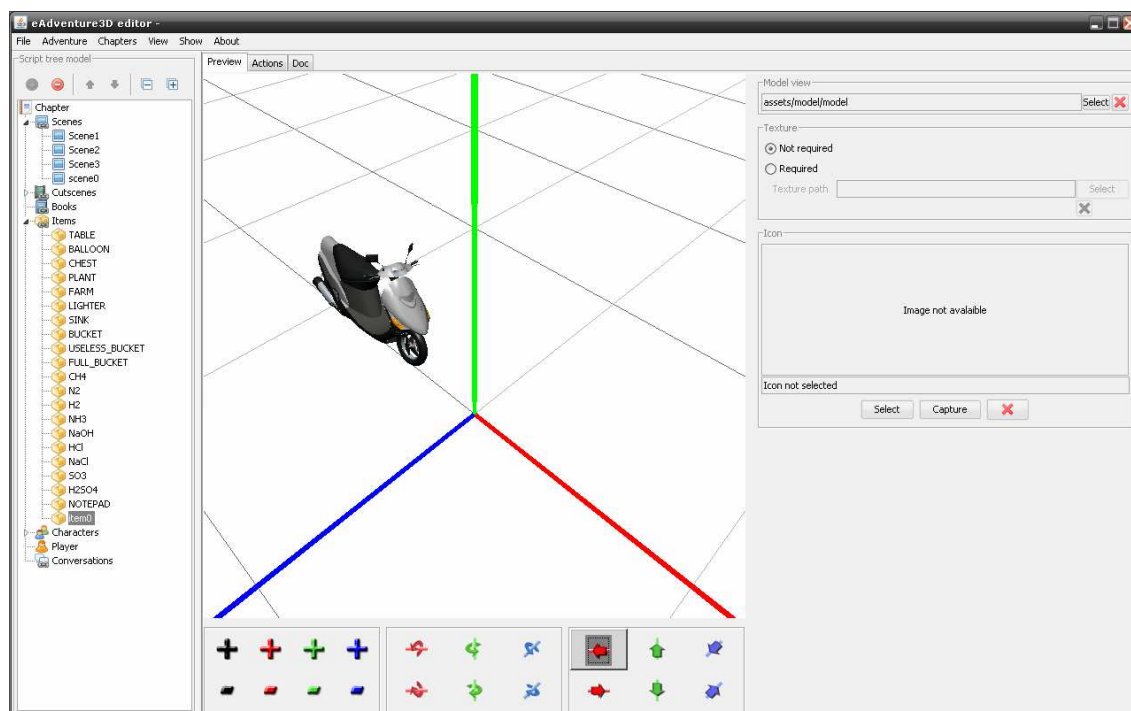 eAdventure3D editor -
File Adventure Chapters View Show About
Script tree model
Chapter
Scenes
Scene1
Scene2
Scene3
scene0
Cutscenes
Books
Items
TABLE
BALLOON
CHEST
PLANT
FARM
LIGHTER
SINK
BUCKET
USELESS_BUCKET
FULL_BUCKET
CH4
N2
H2
NH3
NaOH
HCl
NaCl
SO3
H2SO4
NOTEPAD
item0
Characters
Player
Conversations
Preview Actions Doc
Model view
assets/model/model Select
Texture
Not required
Required
Texture path Select
Icon
Image not avalaible
Icon not selected
Select Capture